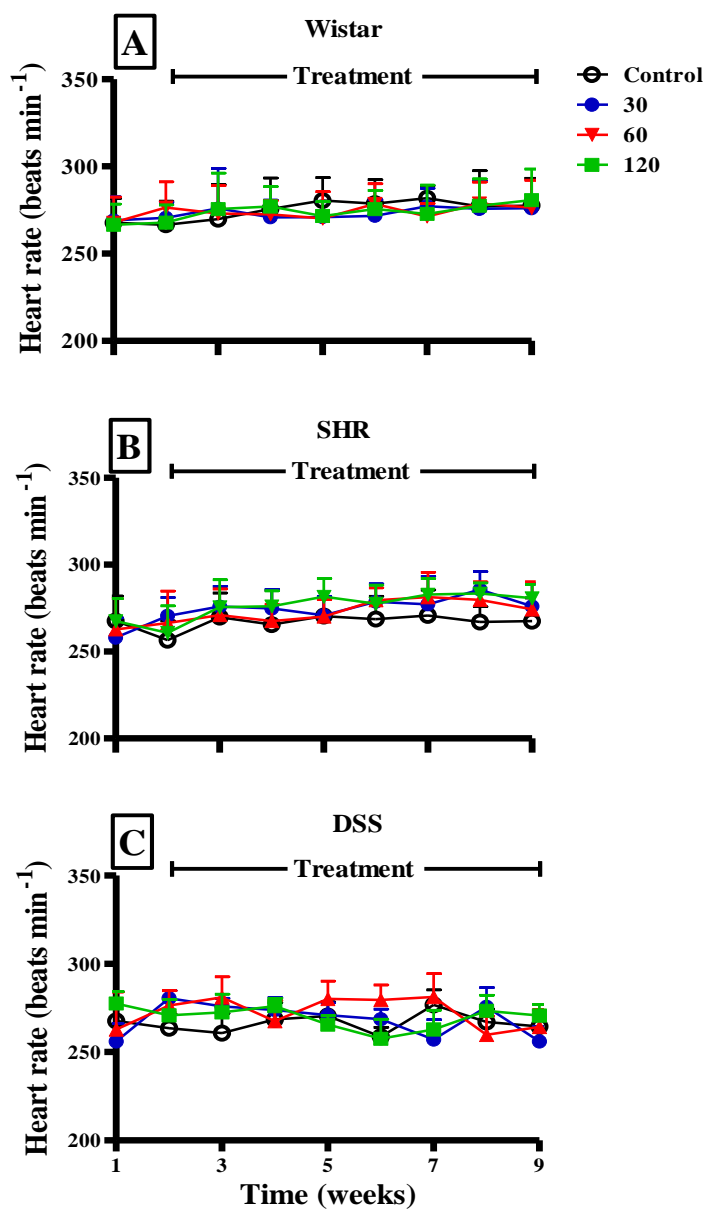 A
Wistar
Treatment
Control
30
60
120
350
300
250
200
Heart rate (beats min-1)
B
SHR
Treatment
350
300
250
200
Heart rate (beats min-1)
C
DSS
Treatment
350
300
250
200
Heart rate (beats min-1)
1 3 5 7 9
Time (weeks)